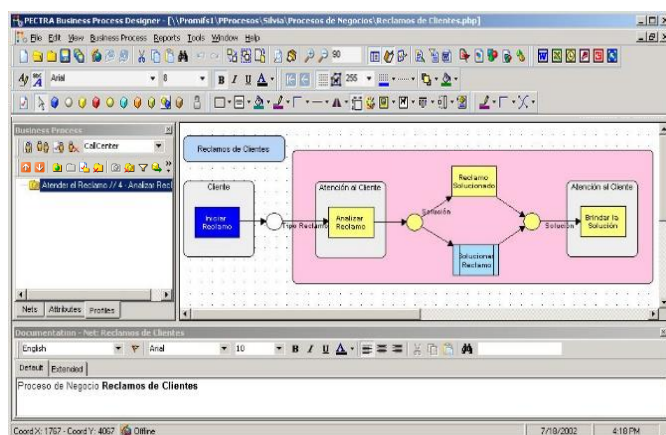 PECTRA Business Process Designer - [\\Promifs1\PProcesos\Silvia\Procesos de Negocios\Reclamos de Clientes.pbp]
File Edit View Business Process Reports Tools Window Help
90
Arial 8 B I U A 255
Business Process
CallCenter
Atender el Reclamo // 4 - Analizar Recl
Nets Attributes Profiles
Reclamos de Clientes
Cliente
Iniciar
Reclamo
Tipo Reclamo
Atención al Cliente
Analizar
Reclamo
Solución
Reclamo
Solucionado
Solucionar
Reclamo
Solución
Atención al Cliente
Brindar la
Solución
Documentation - Net: Reclamos de Clientes
English Arial 10 B I U A
Default Extended
Proceso de Negocio Reclamos de Clientes
Coord X: 1767 - Coord Y: 4067 Offline 7/18/2002 4:18 PM